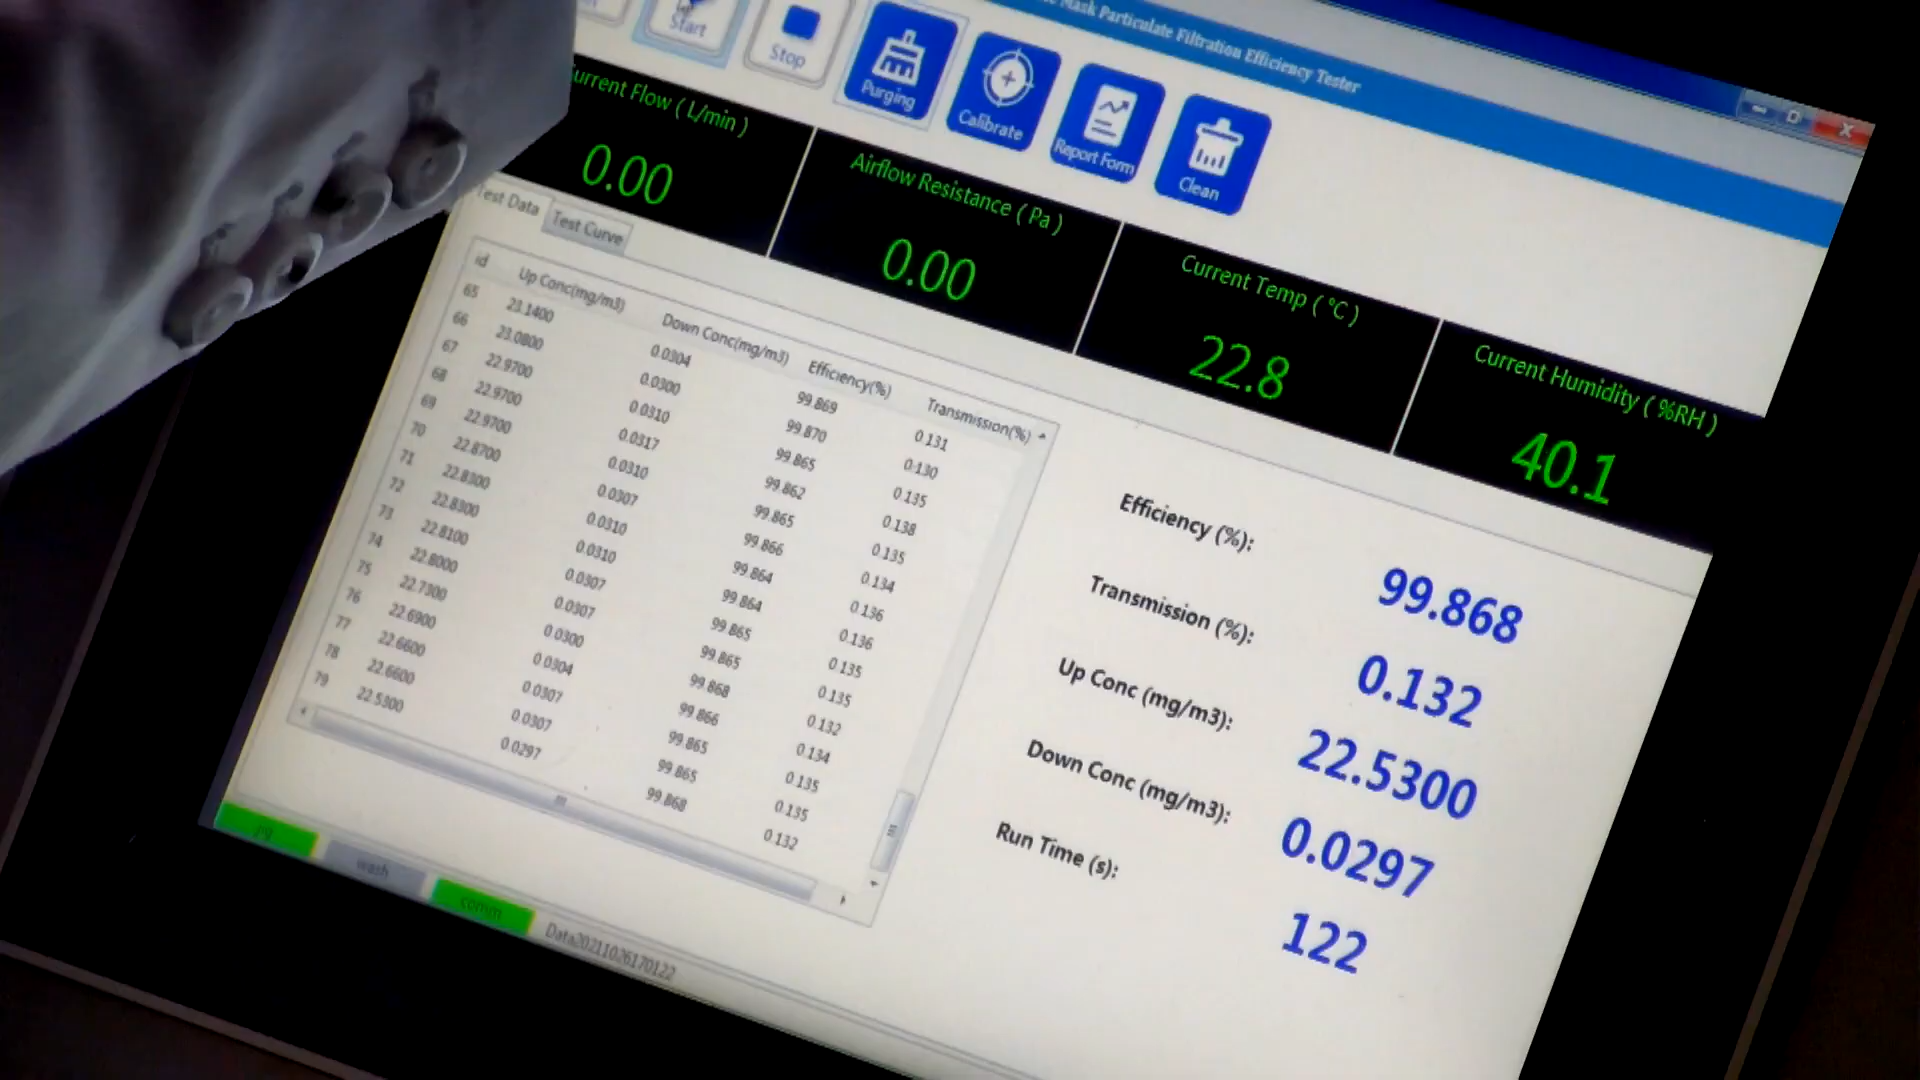 Mask Particulate Filtration Efficiency Tester
Start
Stop
Purging
Calibrate
Report Form
Clean
urrent Flow ( L/min )
0.00
Airflow Resistance ( Pa )
0.00
Current Temp ( °C )
22.8
Current Humidity ( %RH )
40.1
Test Data
Test Curve
id Up Conc(mg/m3) Down Conc(mg/m3) Efficiency(%) Transmission(%)
65 23.1400 0.0304 99.869 0.131
66 23.0800 0.0300 99.870 0.130
67 22.9700 0.0310 99.865 0.135
68 22.9700 0.0317 99.862 0.138
69 22.9700 0.0310 99.865 0.135
70 22.8700 0.0307 99.866 0.134
71 22.8300 0.0310 99.864 0.136
72 22.8300 0.0310 99.864 0.136
73 22.8100 0.0307 99.865 0.135
74 22.8000 0.0307 99.865 0.135
75 22.7300 0.0300 99.868 0.132
76 22.6900 0.0304 99.866 0.134
77 22.6600 0.0307 99.865 0.135
78 22.6600 0.0307 99.865 0.135
79 22.5300 0.0297 99.868 0.132
Efficiency (%): 99.868
Transmission (%): 0.132
Up Conc (mg/m3): 22.5300
Down Conc (mg/m3): 0.0297
Run Time (s): 122
wash
comm
Data20211026170122